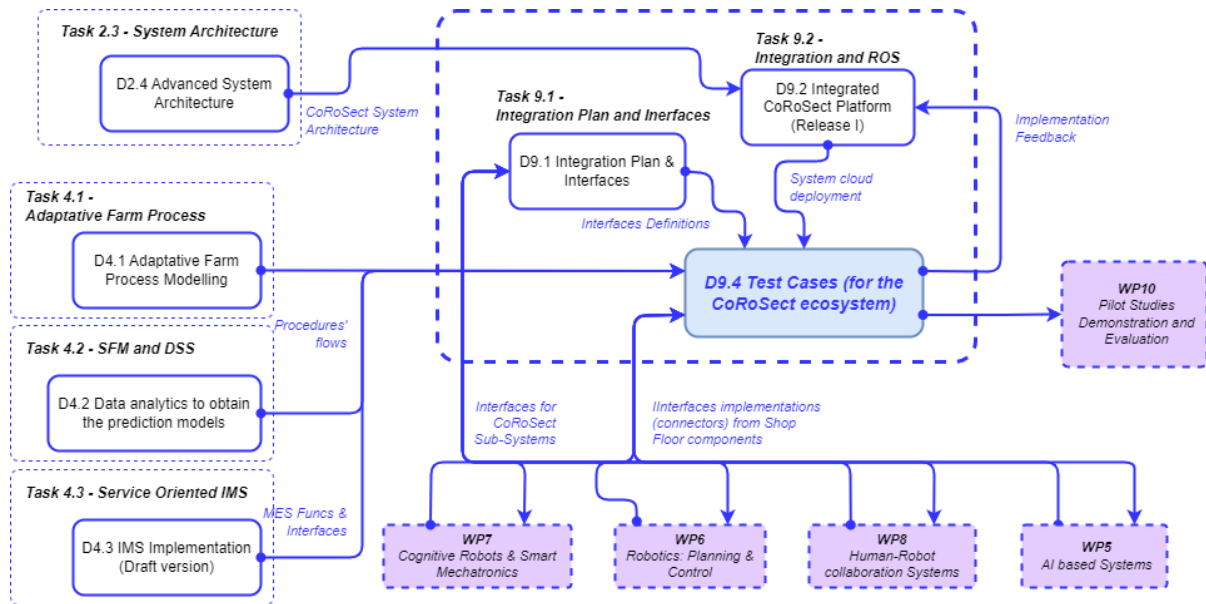 Task 2.3 - System Architecture
D2.4 Advanced System
Architecture
CoRoSect System
Architecture
Task 9.2 -
Integration and ROS
D9.2 Integrated
CoRoSect Platform
(Release I)
Implementation
Feedback
Task 9.1 -
Integration Plan and Inerfaces
D9.1 Integration Plan &
Interfaces
System cloud
deployment
Interfaces Definitions
Task 4.1 -
Adaptative Farm Process
D4.1 Adaptative Farm
Process Modelling
D9.4 Test Cases (for the
CoRoSect ecosystem)
WP10
Pilot Studies
Demonstration and
Evaluation
Procedures'
flows
Task 4.2 - SFM and DSS
D4.2 Data analytics to obtain
the prediction models
Interfaces for
CoRoSect
Sub-Systems
IInterfaces implementations
(connectors) from Shop
Floor components
Task 4.3 - Service Oriented IMS
MES Funcs &
Interfaces
D4.3 IMS Implementation
(Draft version)
WP7
Cognitive Robots & Smart
Mechatronics
WP6
Robotics: Planning &
Control
WP8
Human-Robot
collaboration Systems
WP5
AI based Systems